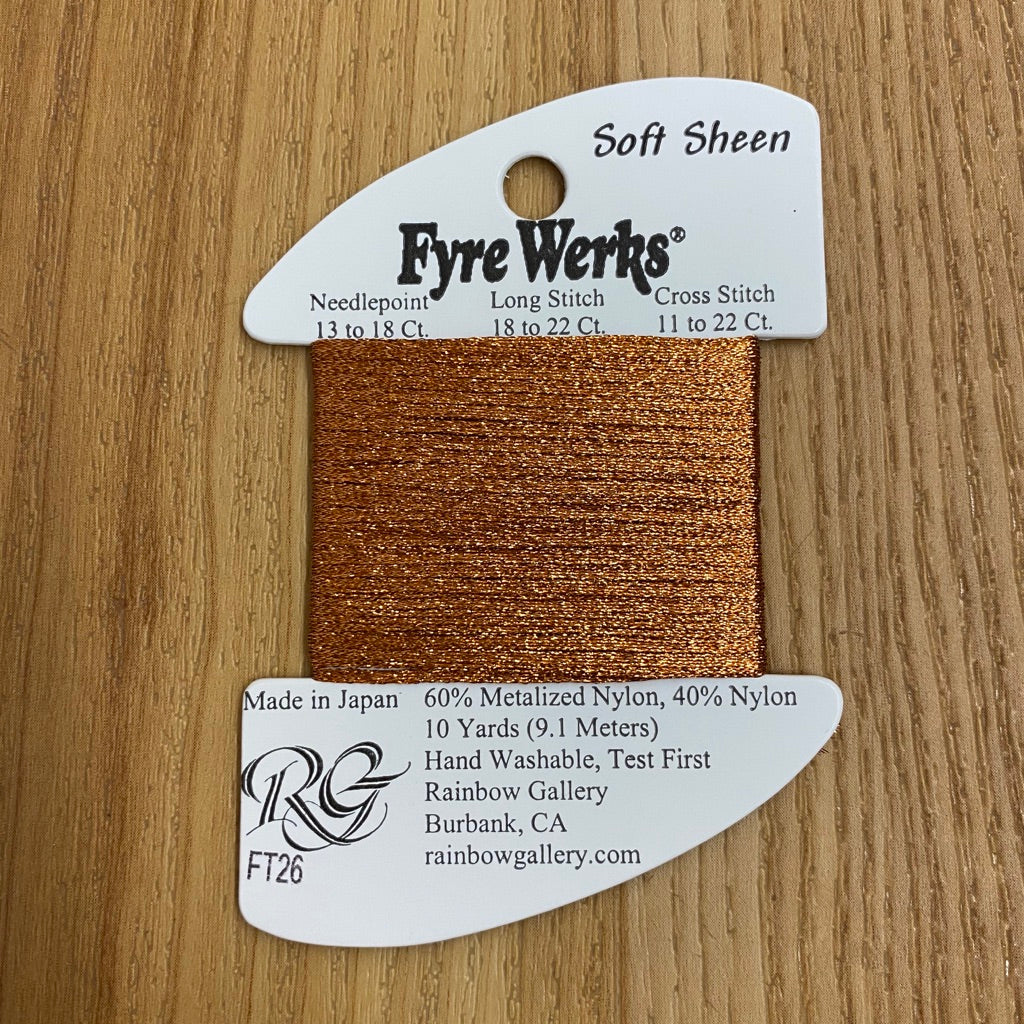 Soft Sheen
Fyre Werks®
Needlepoint Long Stitch Cross Stitch
13 to 18 Ct. 18 to 22 Ct. 11 to 22 Ct.
Made in Japan 60% Metalized Nylon, 40% Nylon
10 Yards (9.1 Meters)
Hand Washable, Test First
Rainbow Gallery
Burbank, CA
rainbowgallery.com
RG
FT26